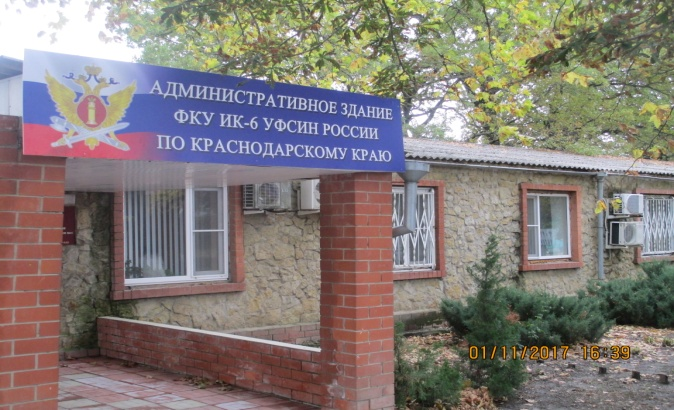 АДМИНИСТРАТИВНОЕ ЗДАНИЕ
ФКУ ИК-6 УФСИН РОССИИ
ПО КРАСНОДАРСКОМУ КРАЮ
01/11/2017 16:39